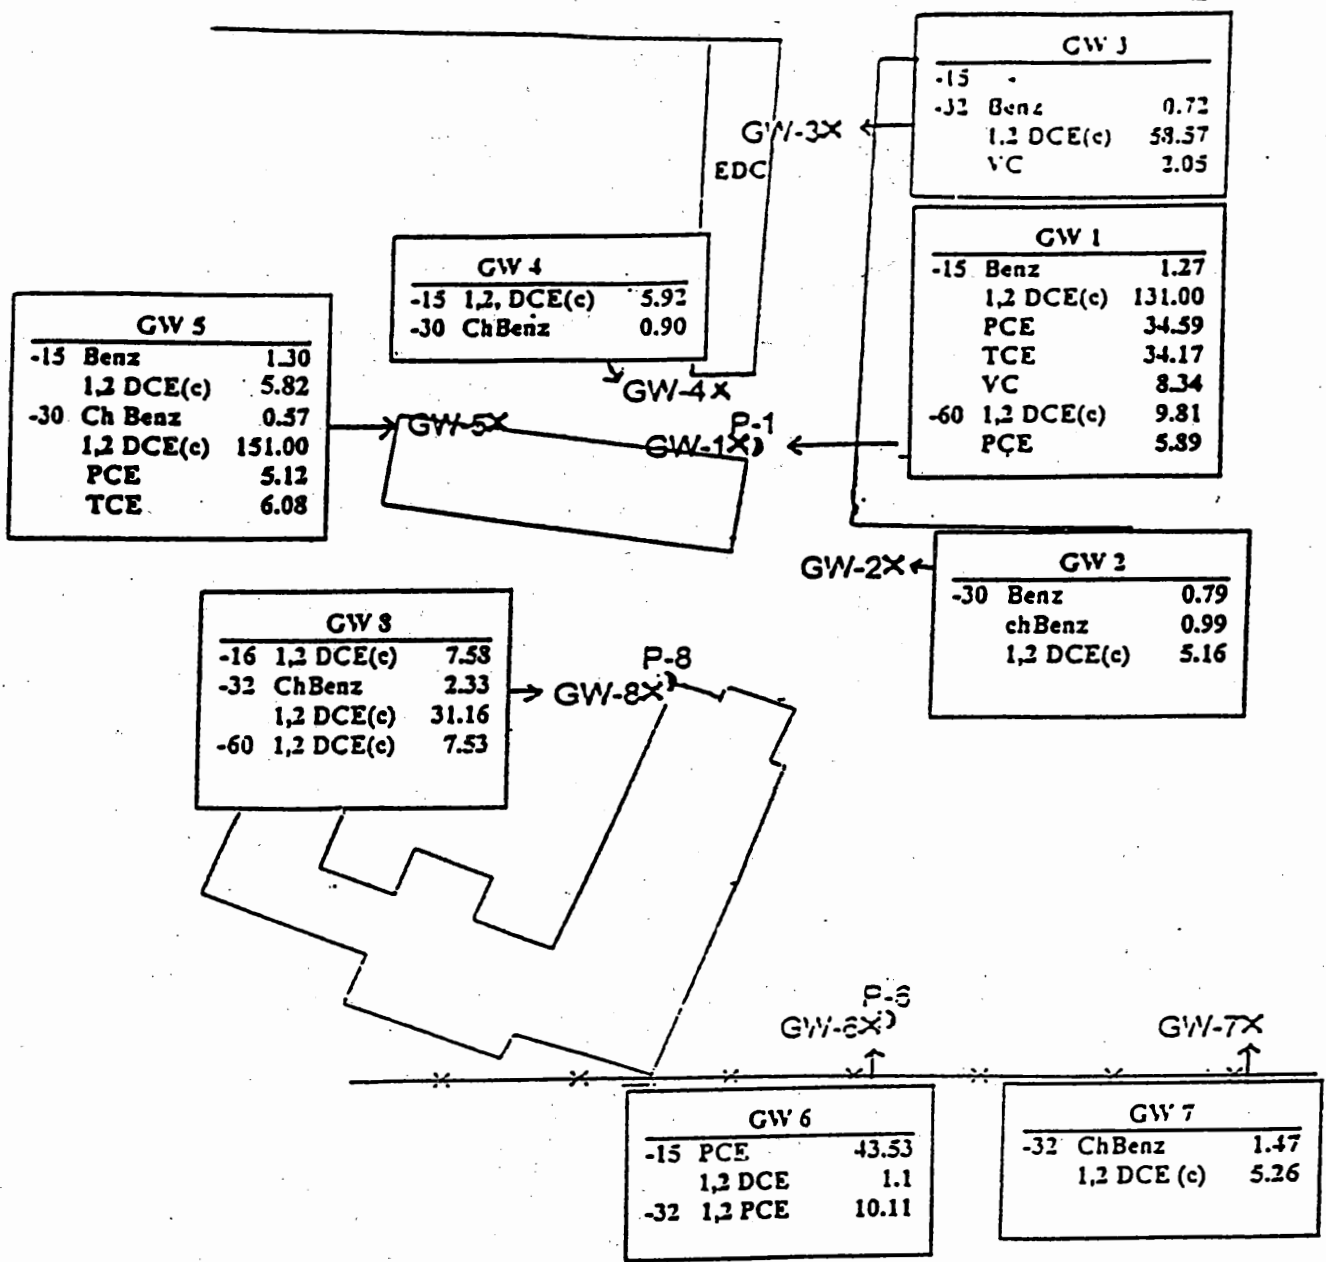 GW 3
-15 -
-32 Benz 0.72
1,2 DCE(c) 58.57
VC 2.05
GW-3X
EDC
GW 1
-15 Benz 1.27
1,2 DCE(c) 131.00
PCE 34.59
TCE 34.17
VC 8.34
-60 1,2 DCE(c) 9.81
PCE 5.89
GW 4
-15 1,2, DCE(c) 5.92
-30 ChBenz 0.90
GW-4X
GW 5
-15 Benz 1.30
1,2 DCE(c) 5.82
-30 Ch Benz 0.57
1,2 DCE(c) 151.00
PCE 5.12
TCE 6.08
GW-5X
P-1
GW-1X
GW-2X
GW 2
-30 Benz 0.79
chBenz 0.99
1,2 DCE(c) 5.16
GW 8
-16 1,2 DCE(c) 7.58
-32 ChBenz 2.33
1,2 DCE(c) 31.16
-60 1,2 DCE(c) 7.53
P-8
GW-8X
P-6
GW-6X
GW-7X
GW 6
-15 PCE 43.53
1,2 DCE 1.1
-32 1,2 PCE 10.11
GW 7
-32 ChBenz 1.47
1,2 DCE (c) 5.26